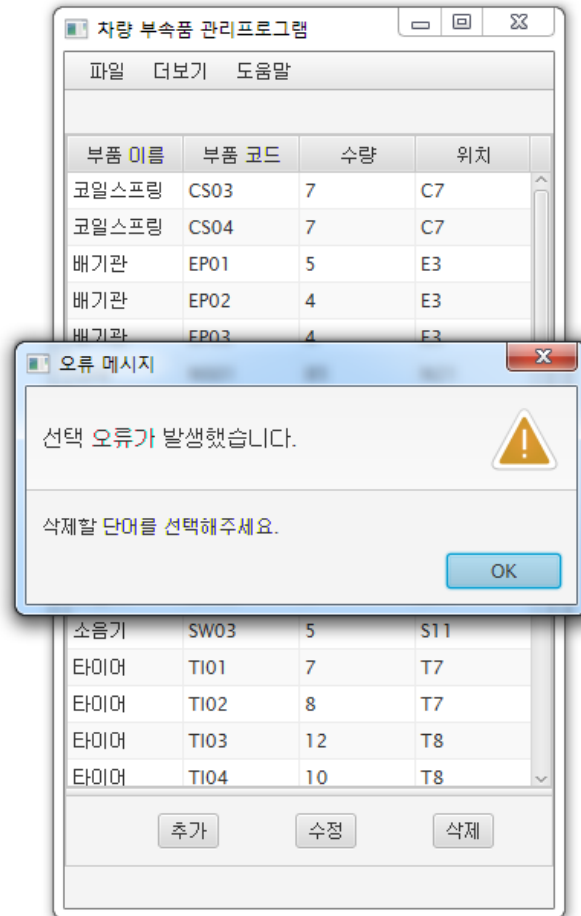 차량 부속품 관리프로그램
파일 더보기 도움말
부품 이름 부품 코드 수량 위치
코일스프링 CS03 7 C7
코일스프링 CS04 7 C7
배기관 EP01 5 E3
배기관 EP02 4 E3
배기관 EP03 4 E3
오류 메시지
선택 오류가 발생했습니다.
삭제할 단어를 선택해주세요.
OK
소음기 SW03 5 S11
타이어 TI01 7 T7
타이어 TI02 8 T7
타이어 TI03 12 T8
타이어 TI04 10 T8
추가 수정 삭제